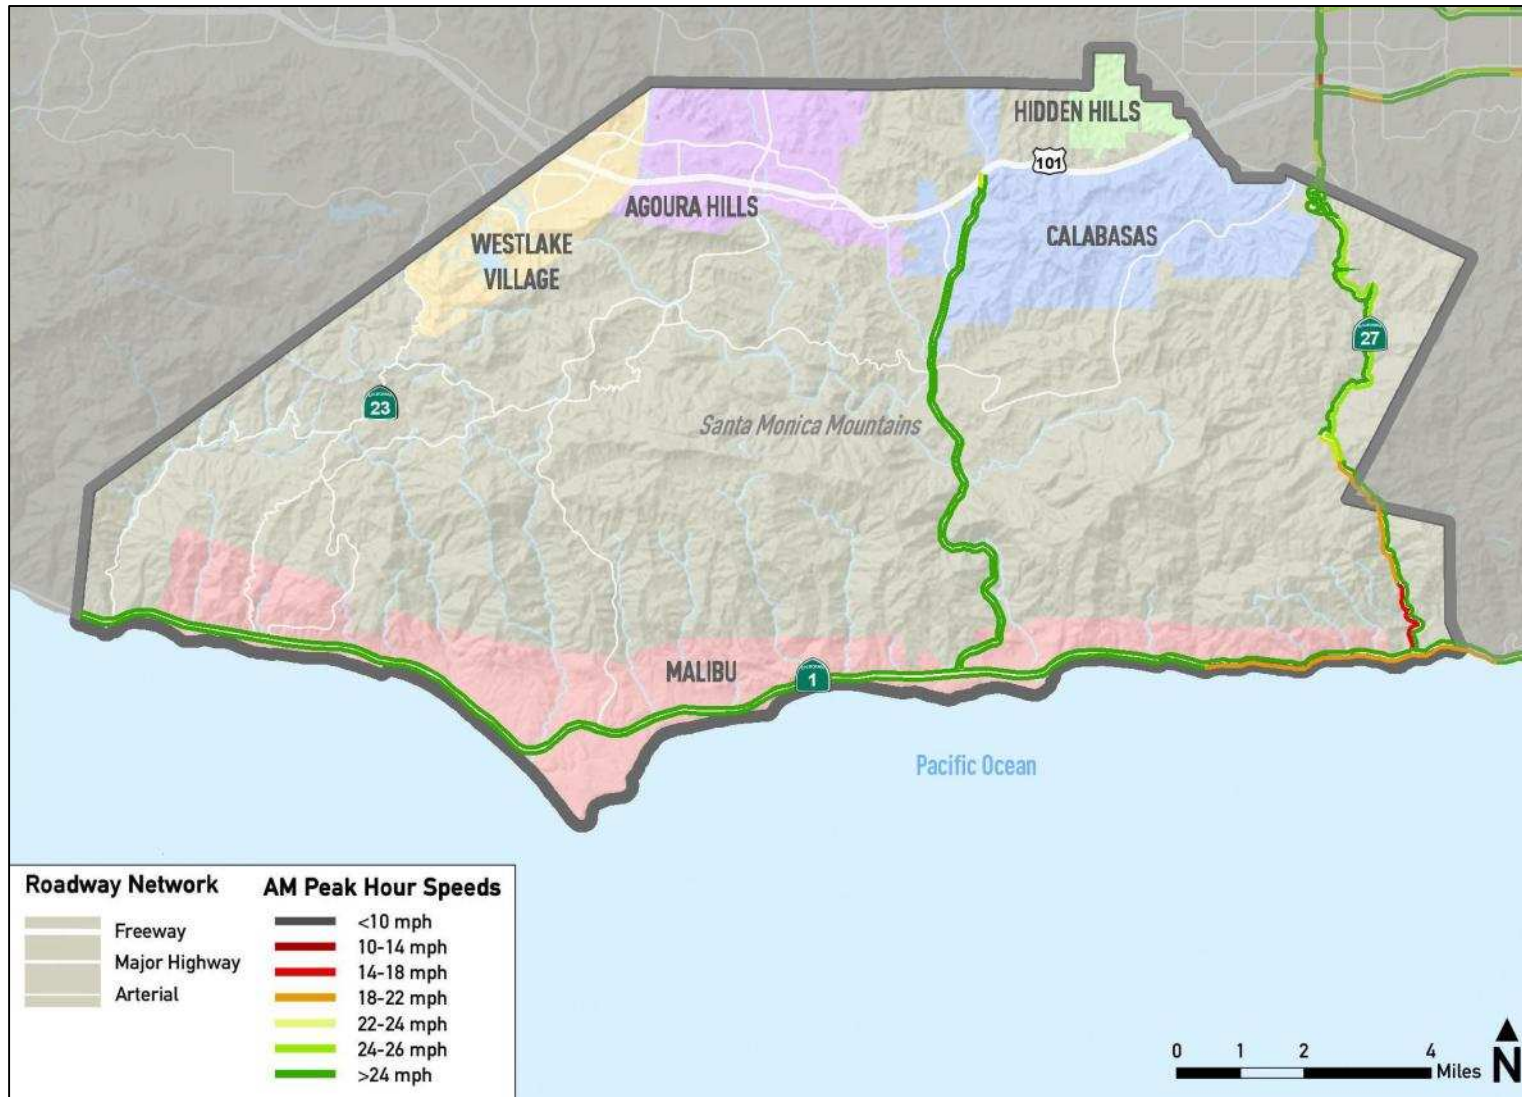 HIDDEN HILLS
101
AGOURA HILLS
CALABASAS
WESTLAKE
VILLAGE
27
23
Santa Monica Mountains
MALIBU
1
Pacific Ocean
Roadway Network
Freeway
Major Highway
Arterial
AM Peak Hour Speeds
<10 mph
10-14 mph
14-18 mph
18-22 mph
22-24 mph
24-26 mph
>24 mph
0 1 2 4
Miles
N